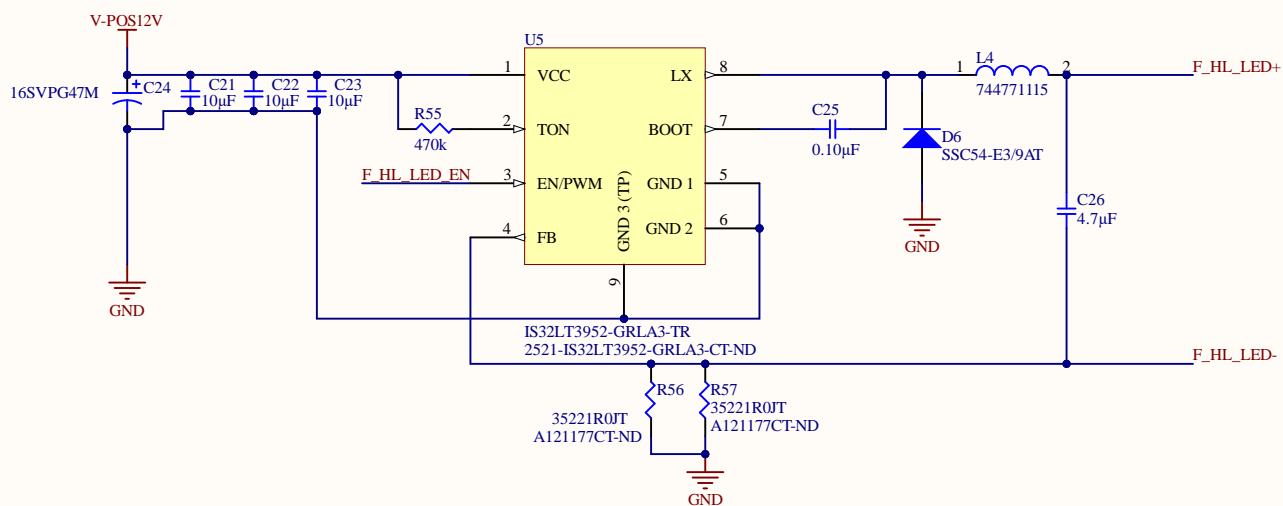 V-POS12V
16SVPG47M
+
C24
C21
10µF
C22
10µF
C23
10µF
R55
470k
F_HL_LED_EN
U5
1
VCC
2
TON
3
EN/PWM
4
FB
LX
8
BOOT
7
GND 1
5
GND 2
6
GND 3 (TP)
9
IS32LT3952-GRLA3-TR
2521-IS32LT3952-GRLA3-CT-ND
C25
0.10µF
D6
SSC54-E3/9AT
GND
L4
1
2
744771115
F_HL_LED+
C26
4.7µF
F_HL_LED-
GND
R56
35221R0JT
A121177CT-ND
R57
35221R0JT
A121177CT-ND
GND